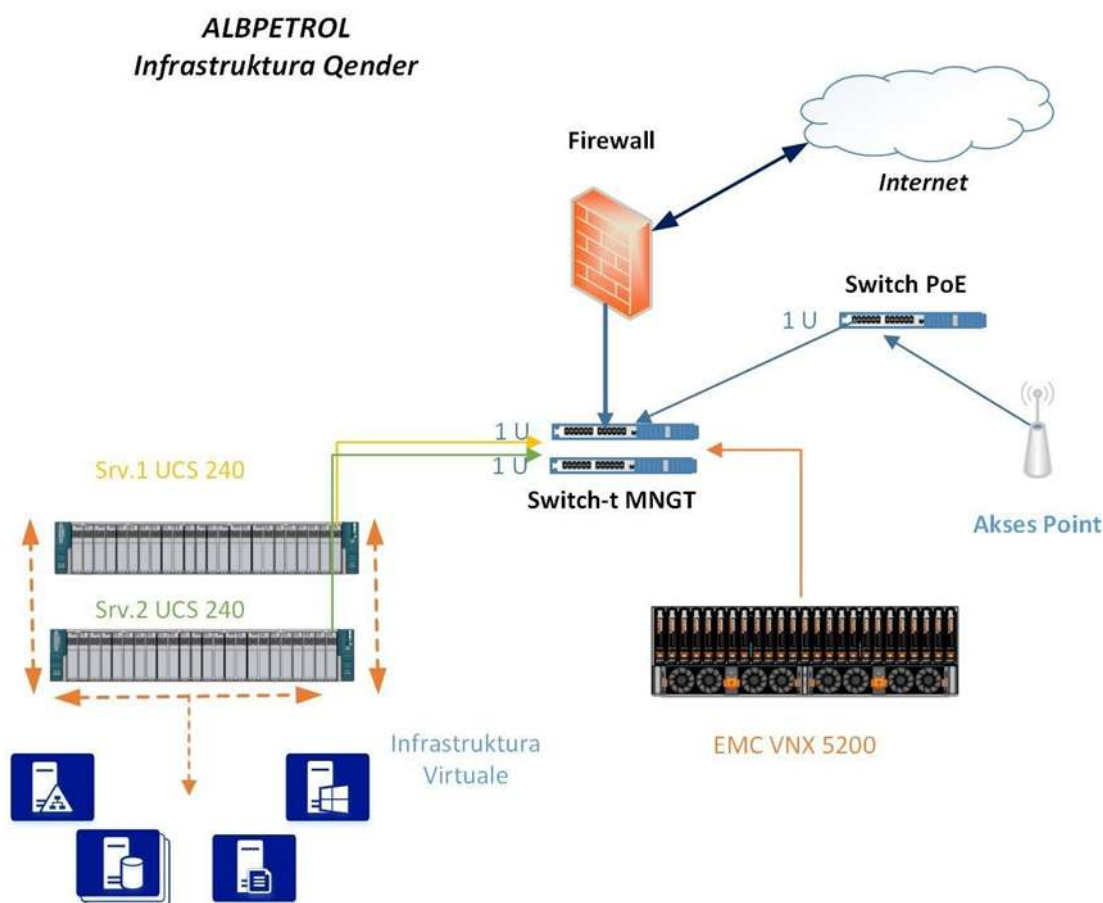 ALBPETROL
Infrastruktura Qender
Firewall
Internet
Switch PoE
1 U
1 U
1 U
Switch-t MNGT
Srv.1 UCS 240
Akses Point
Srv.2 UCS 240
EMC VNX 5200
Infrastruktura
Virtuale